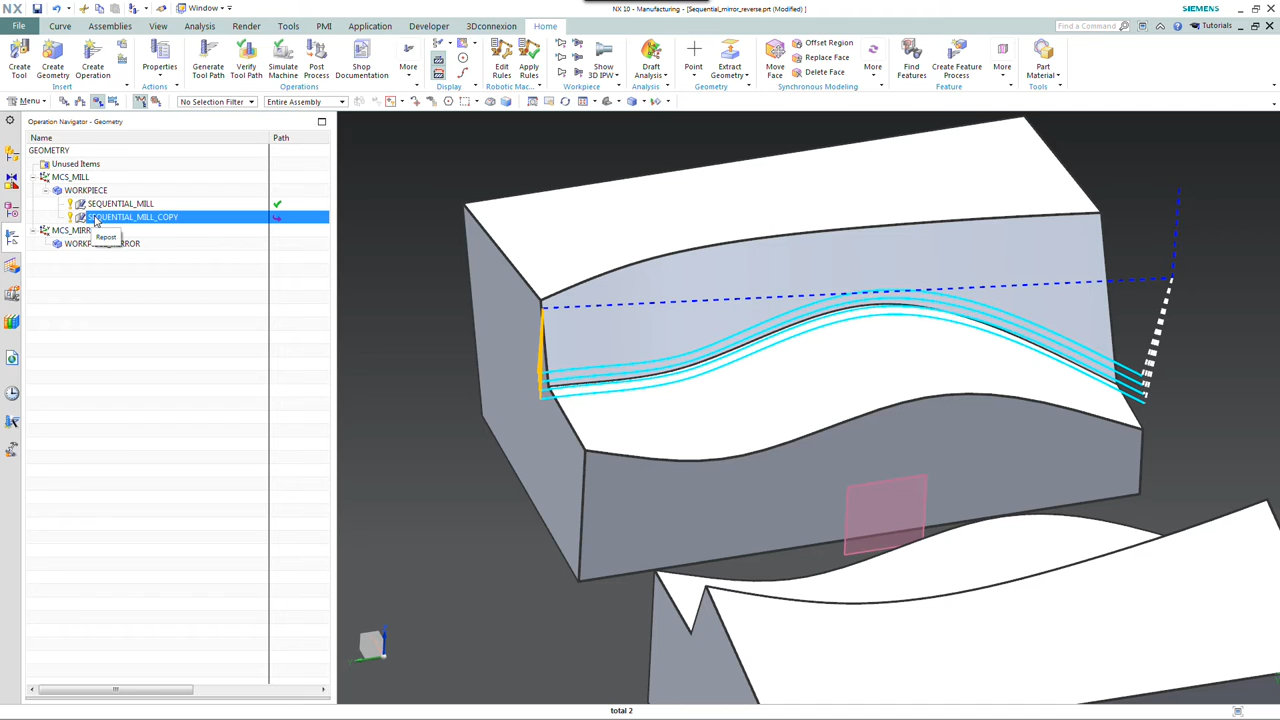 NX Window NX 10 - Manufacturing - [Sequential_mirror_reverse.prt (Modified) ] SIEMENS
File Curve Assemblies View Analysis Render Tools PMI Application Developer 3Dconnexion Home Find a Command Tutorials
Create Tool Create Geometry Create Operation Properties Generate Tool Path Verify Tool Path Simulate Machine Post Process Shop Documentation More Edit Rules Apply Rules Show 3D IPW Draft Analysis Point Extract Geometry Move Face Offset Region Replace Face Delete Face More Find Features Create Feature Process More Part Material
Insert Actions Operations Display Robotic Mac... Workpiece Analysis Geometry Synchronous Modeling Feature Tools
Menu No Selection Filter Entire Assembly
Operation Navigator - Geometry
Name Path
GEOMETRY
Unused Items
MCS_MILL
WORKPIECE
SEQUENTIAL_MILL
SEQUENTIAL_MILL_COPY
MCS_MIRR
Repost
WORKP MIRROR
total 2